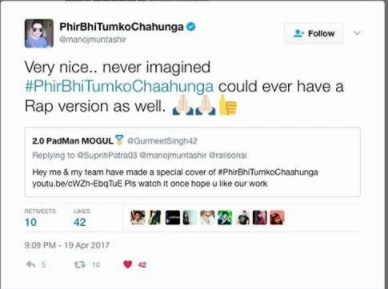 PhirBhiTumkoChahunga
@manojmuntashir
Follow
Very nice.. never imagined
#PhirBhiTumkoChaahunga could ever have a
Rap version as well.
2.0 PadMan MOGUL @GurmeetSingh42
Replying to @SupritiPatra03 @manojmuntashir @raiisonai
Hey me & my team have made a special cover of #PhirBhiTumkoChaahunga
youtu.be/cWZh-EbqTuE Pls watch it once hope u like our work
RETWEETS LIKES
10 42
9:09 PM - 19 Apr 2017
5 10 42